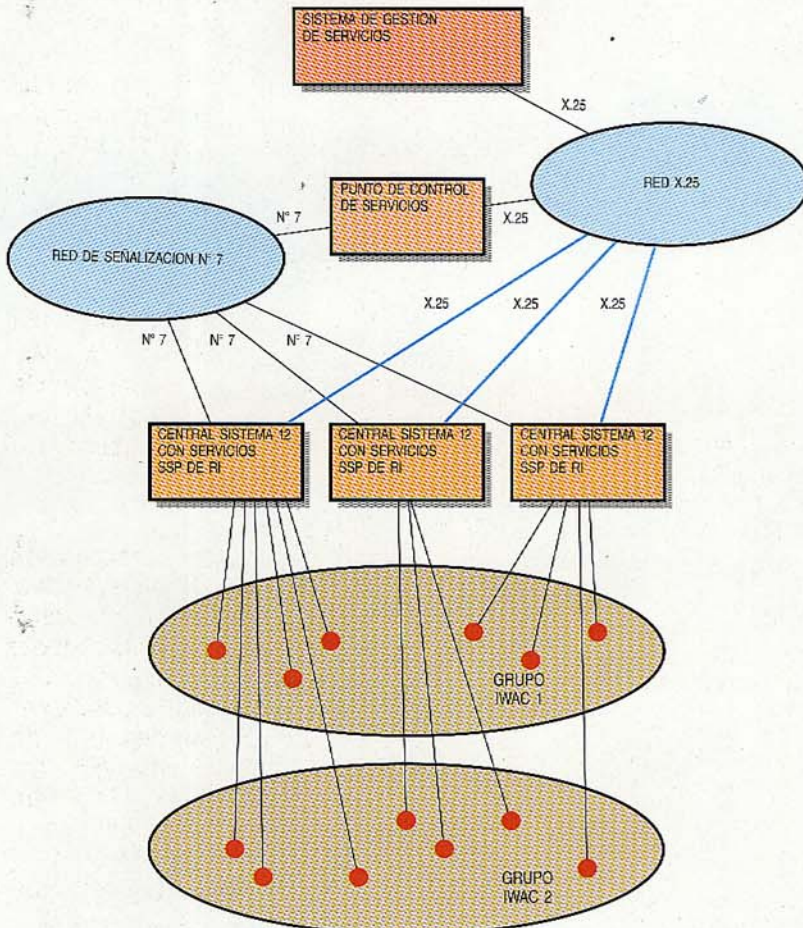 SISTEMA DE GESTION
DE SERVICIOS
X.25
RED X.25
PUNTO DE CONTROL
DE SERVICIOS
N° 7
X.25
RED DE SEÑALIZACION N° 7
X.25
X.25
X.25
N° 7
N° 7
N° 7
CENTRAL SISTEMA 12
CON SERVICIOS
SSP DE RI
CENTRAL SISTEMA 12
CON SERVICIOS
SSP DE RI
CENTRAL SISTEMA 12
CON SERVICIOS
SSP DE RI
GRUPO
IWAC 1
GRUPO
IWAC 2